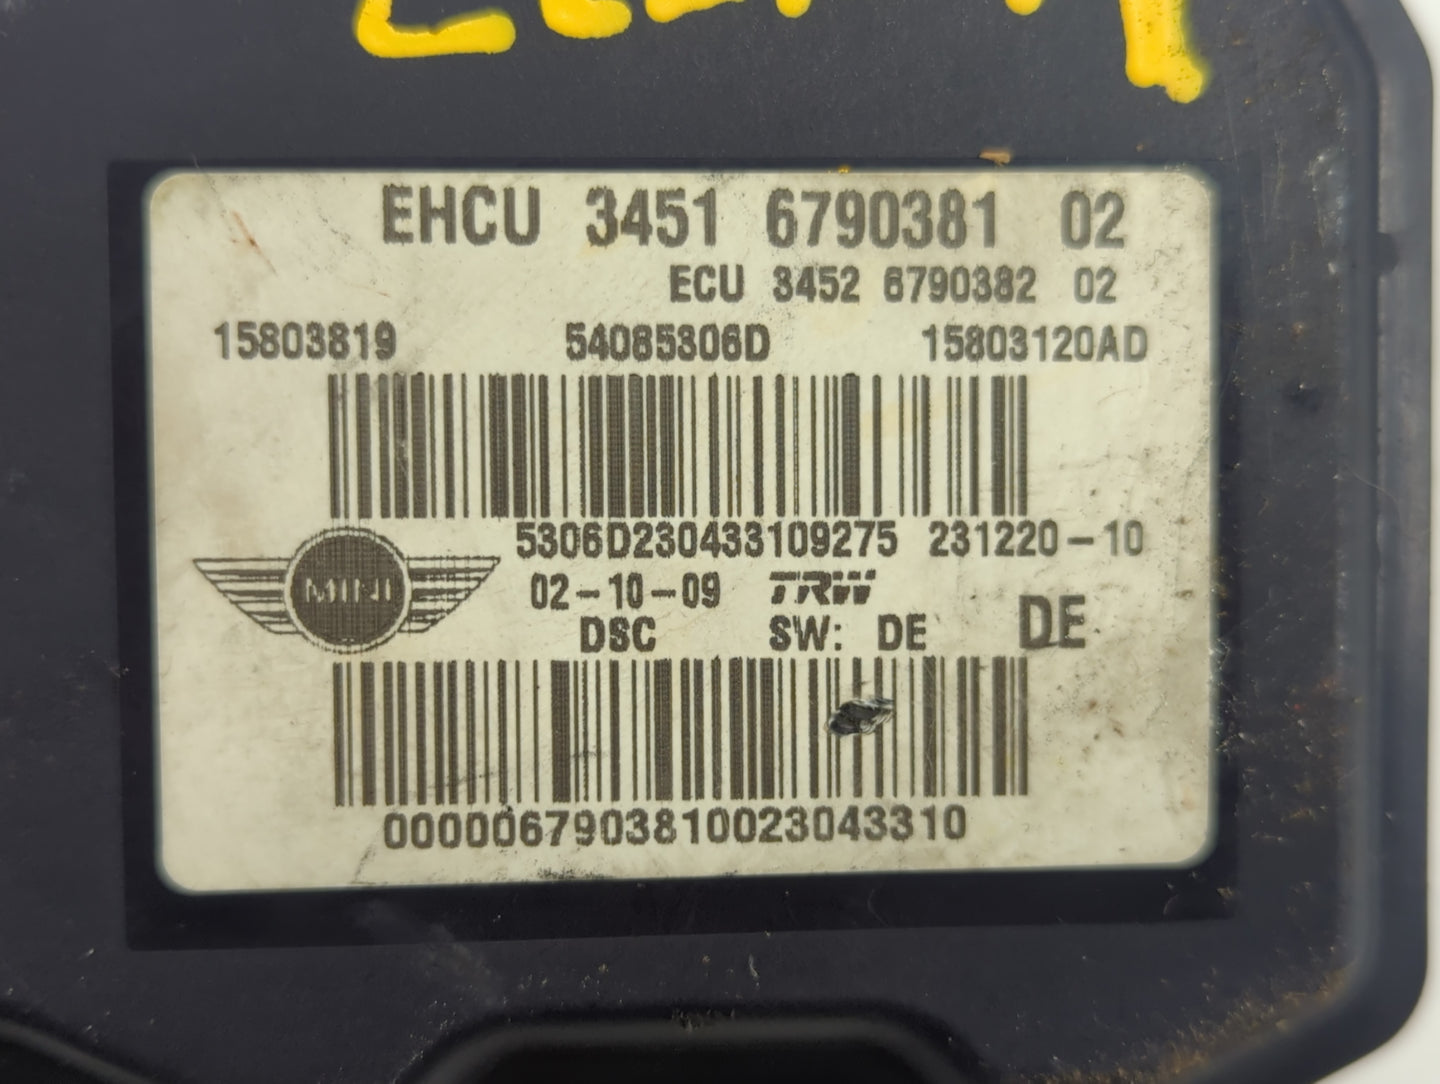 EHCU 3451 6790381 02
ECU 3452 6790382 02
15803819 54085306D 15803120AD
5306D230433109275 231220-10
MINI
02-10-09 TRW
DSC SW: DE DE
0000067903810023043310